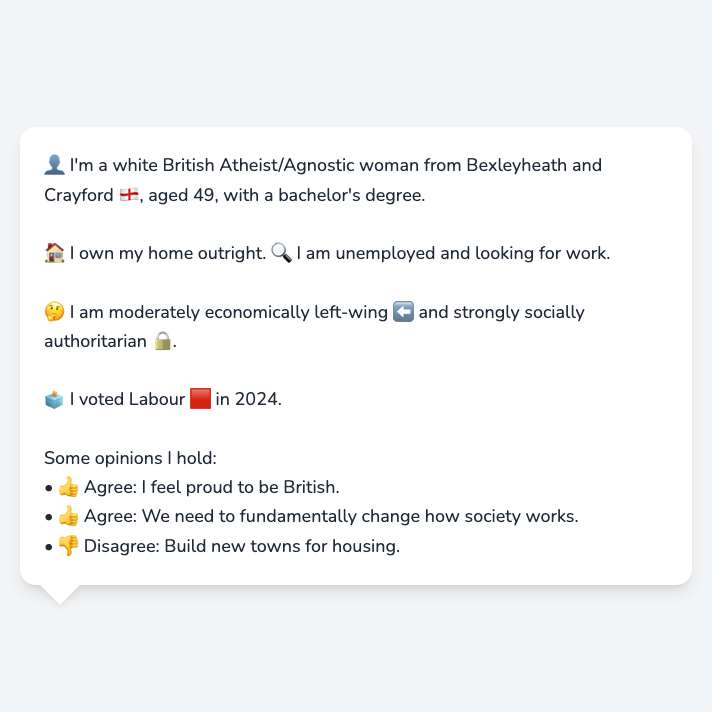 👤 I'm a white British Atheist/Agnostic woman from Bexleyheath and
Crayford 🏴󠁧󠁢󠁥󠁮󠁧󠁿, aged 49, with a bachelor's degree.
🏠 I own my home outright. 🔍 I am unemployed and looking for work.
🤔 I am moderately economically left-wing ⬅️ and strongly socially
authoritarian 🔒.
🗳️ I voted Labour 🟥 in 2024.
Some opinions I hold:
• 👍 Agree: I feel proud to be British.
• 👍 Agree: We need to fundamentally change how society works.
• 👎 Disagree: Build new towns for housing.